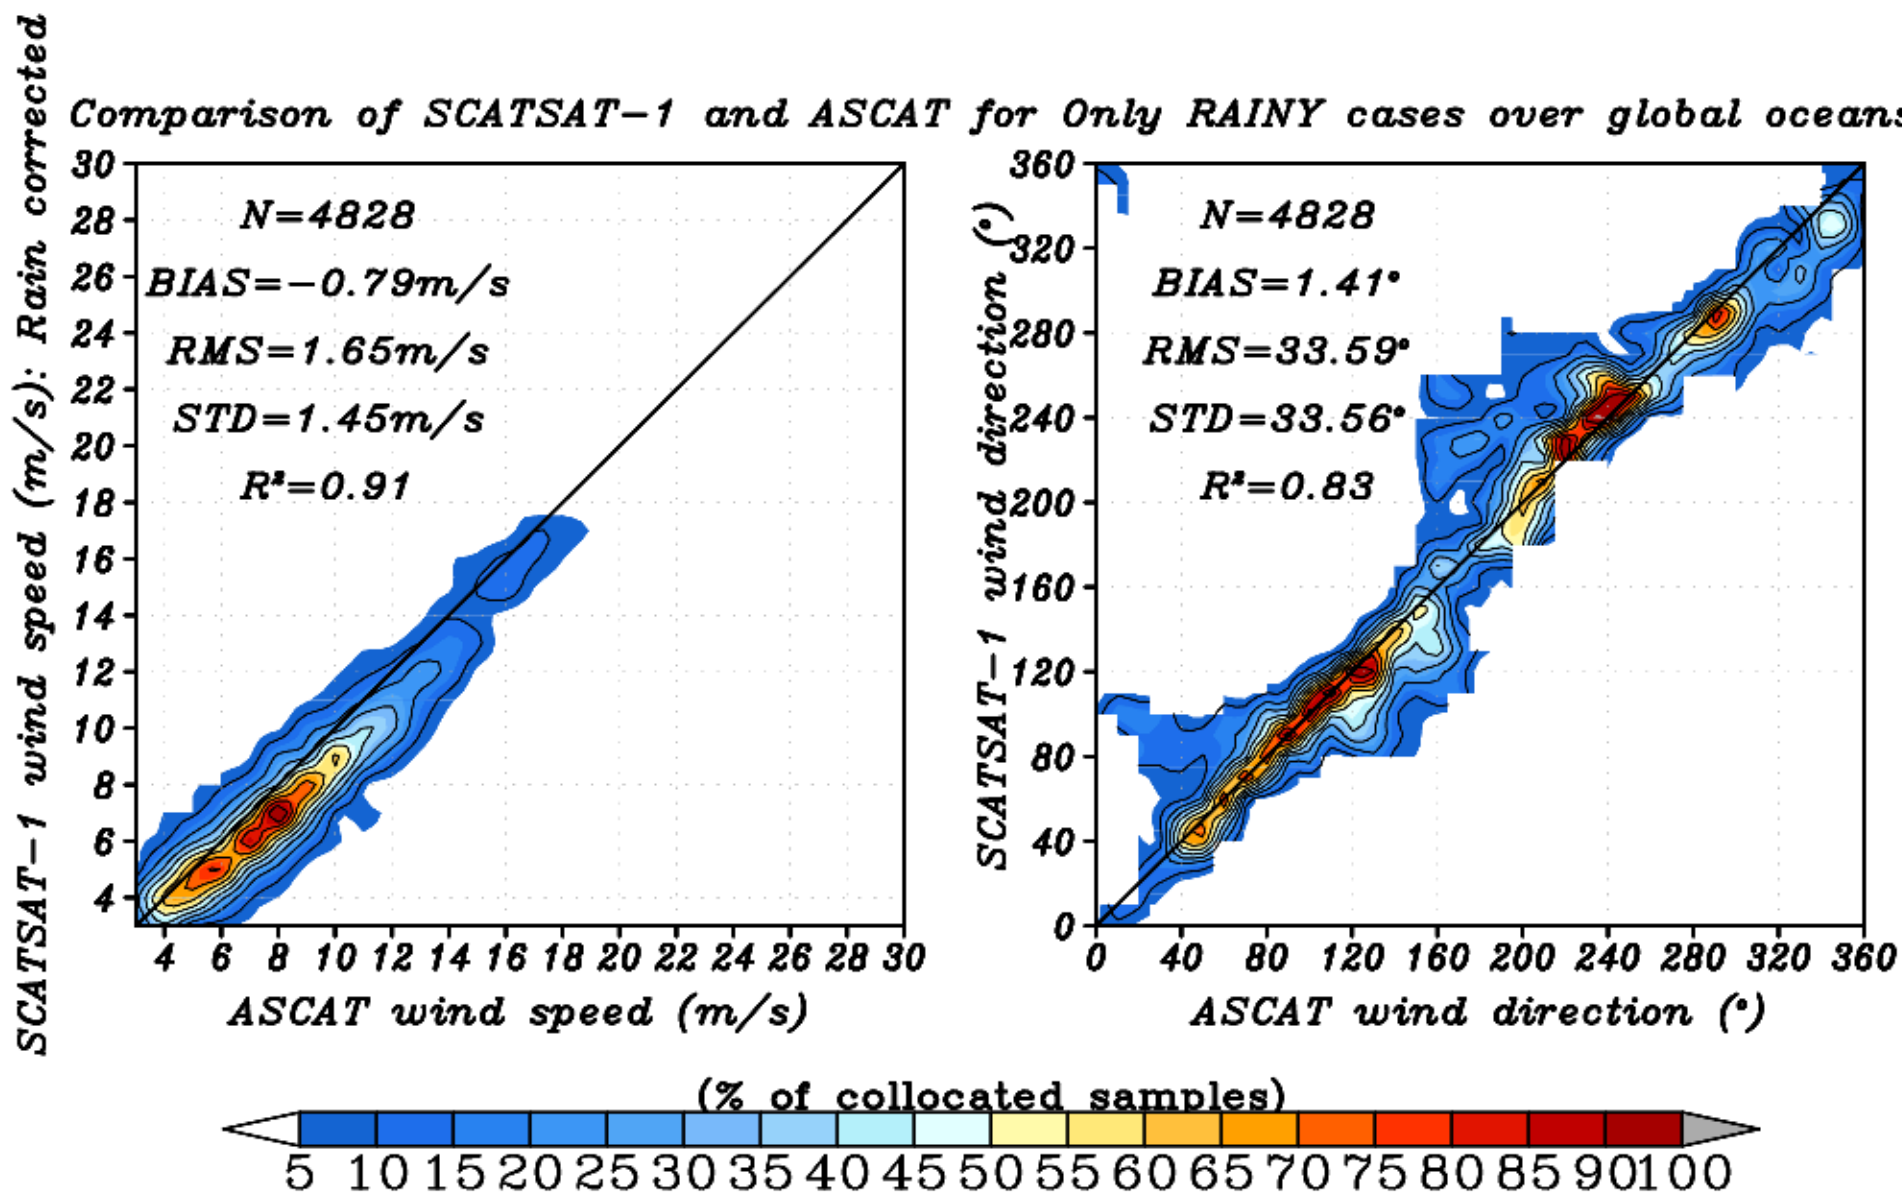 Comparison of SCATSAT-1 and ASCAT for Only RAINY cases over global oceans
SCATSAT-1 wind speed (m/s): Rain corrected
30
28
26
24
22
20
18
16
14
12
10
8
6
4
N=4828
BIAS=-0.79m/s
RMS=1.65m/s
STD=1.45m/s
R²=0.91
4 6 8 10 12 14 16 18 20 22 24 26 28 30
ASCAT wind speed (m/s)
SCATSAT-1 wind direction (°)
360
320
280
240
200
160
120
80
40
0
N=4828
BIAS=1.41°
RMS=33.59°
STD=33.56°
R²=0.83
0 40 80 120 160 200 240 280 320 360
ASCAT wind direction (°)
(% of collocated samples)
5 10 15 20 25 30 35 40 45 50 55 60 65 70 75 80 85 90 100